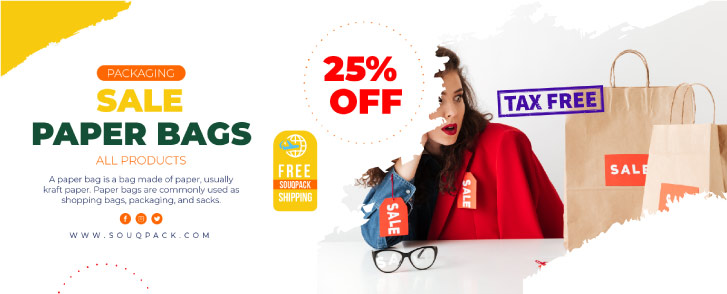 PACKAGING
SALE
PAPER BAGS
ALL PRODUCTS
A paper bag is a bag made of paper, usually
kraft paper. Paper bags are commonly used as
shopping bags, packaging, and sacks.
WWW.SOUQPACK.COM
FREE
SOUQPACK
SHIPPING
25%
OFF
TAX FREE
SALE
SALE
SALE
SALE
SA